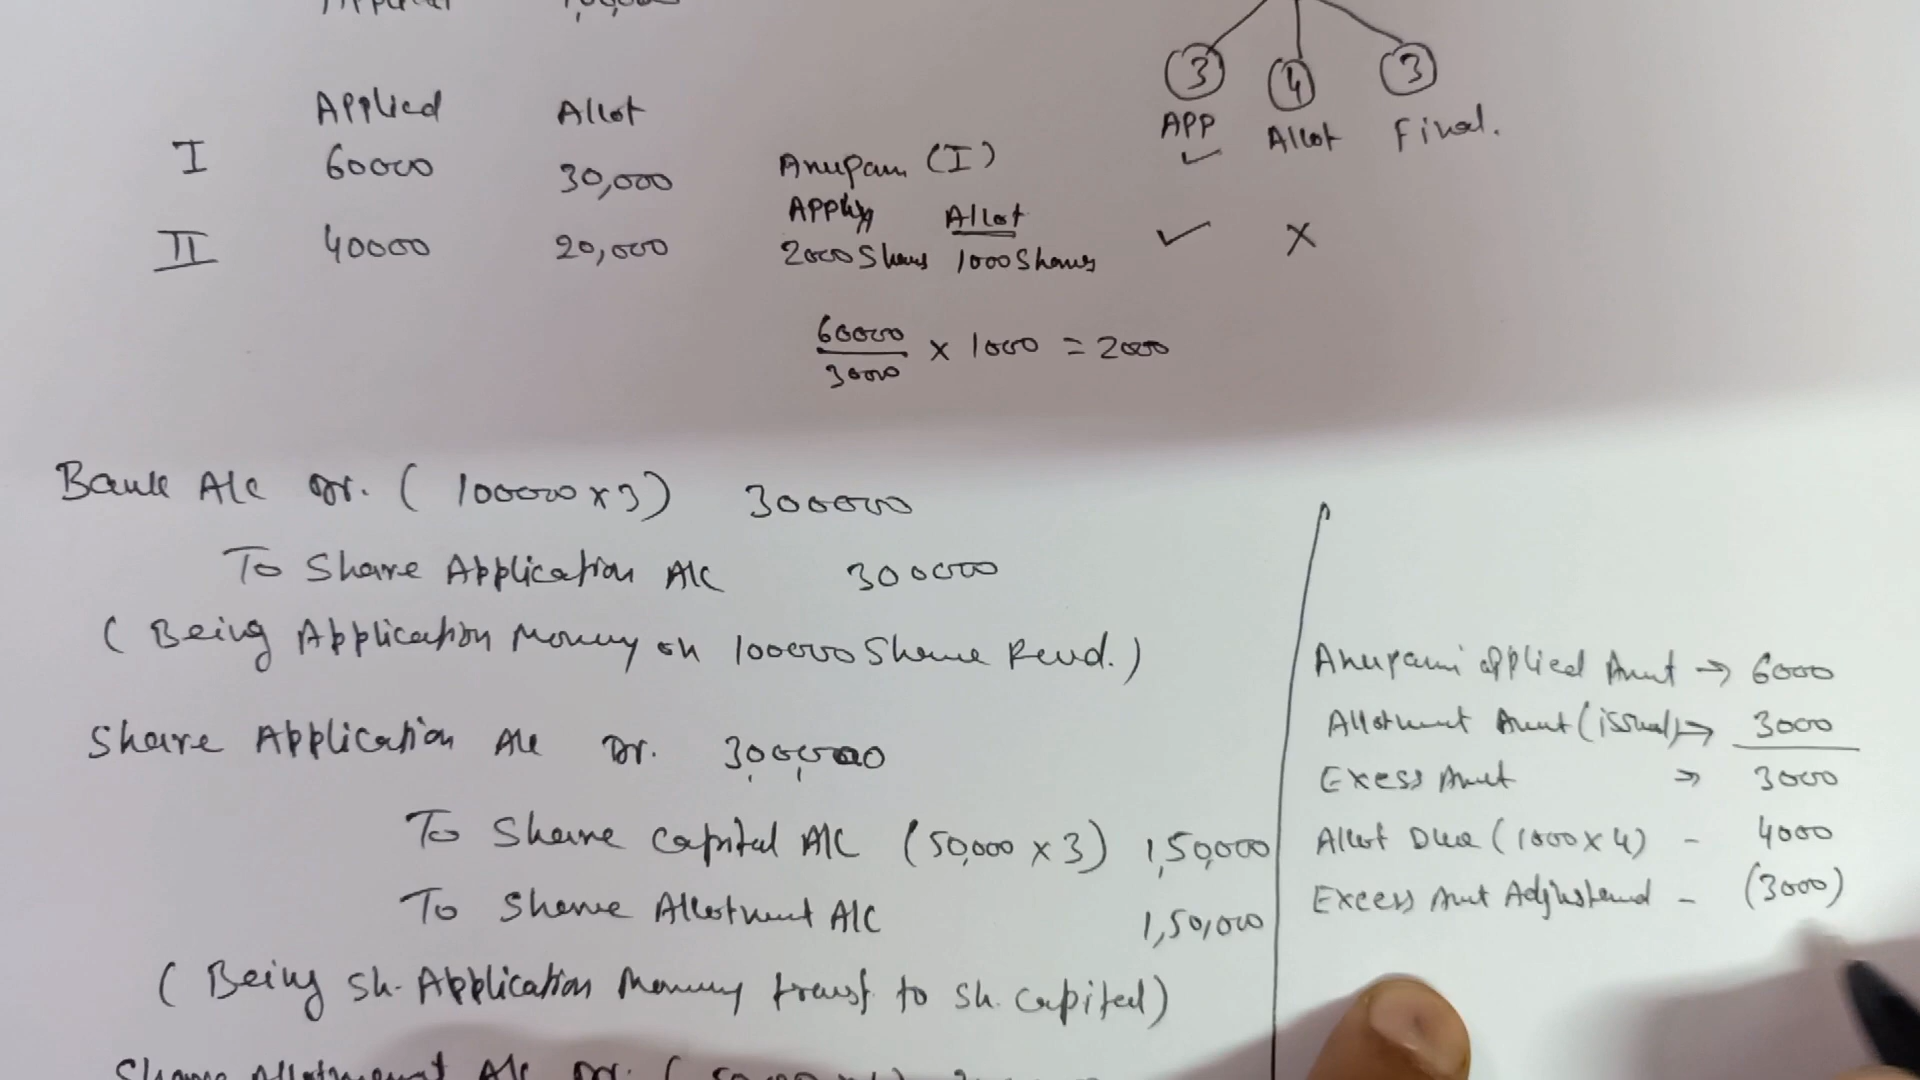 3 4 3
APP Allot Final.
Applied Allot
I 60000 30,000
II 40000 20,000
Anupam (I)
Apply Allot
2000 Shares 1000 Shares
60000
3000 × 1000 = 2000
Bank A/c Dr. (100000 × 3) 300000
To Share Application A/c 300000
(Being Application Money on 100000 Share Recd.)
Share Application A/c Dr. 3,00,000
To Share Capital A/c (50,000 × 3) 1,50,000
To Share Allotment A/c 1,50,000
(Being Sh. Application Money transf. to Sh. Capital)
Anupam applied Amt → 6000
Allotment Amt (issued) → 3000
Exess Amt → 3000
Allot Due (1000 × 4) - 4000
Excess Amt Adjusted - (3000)